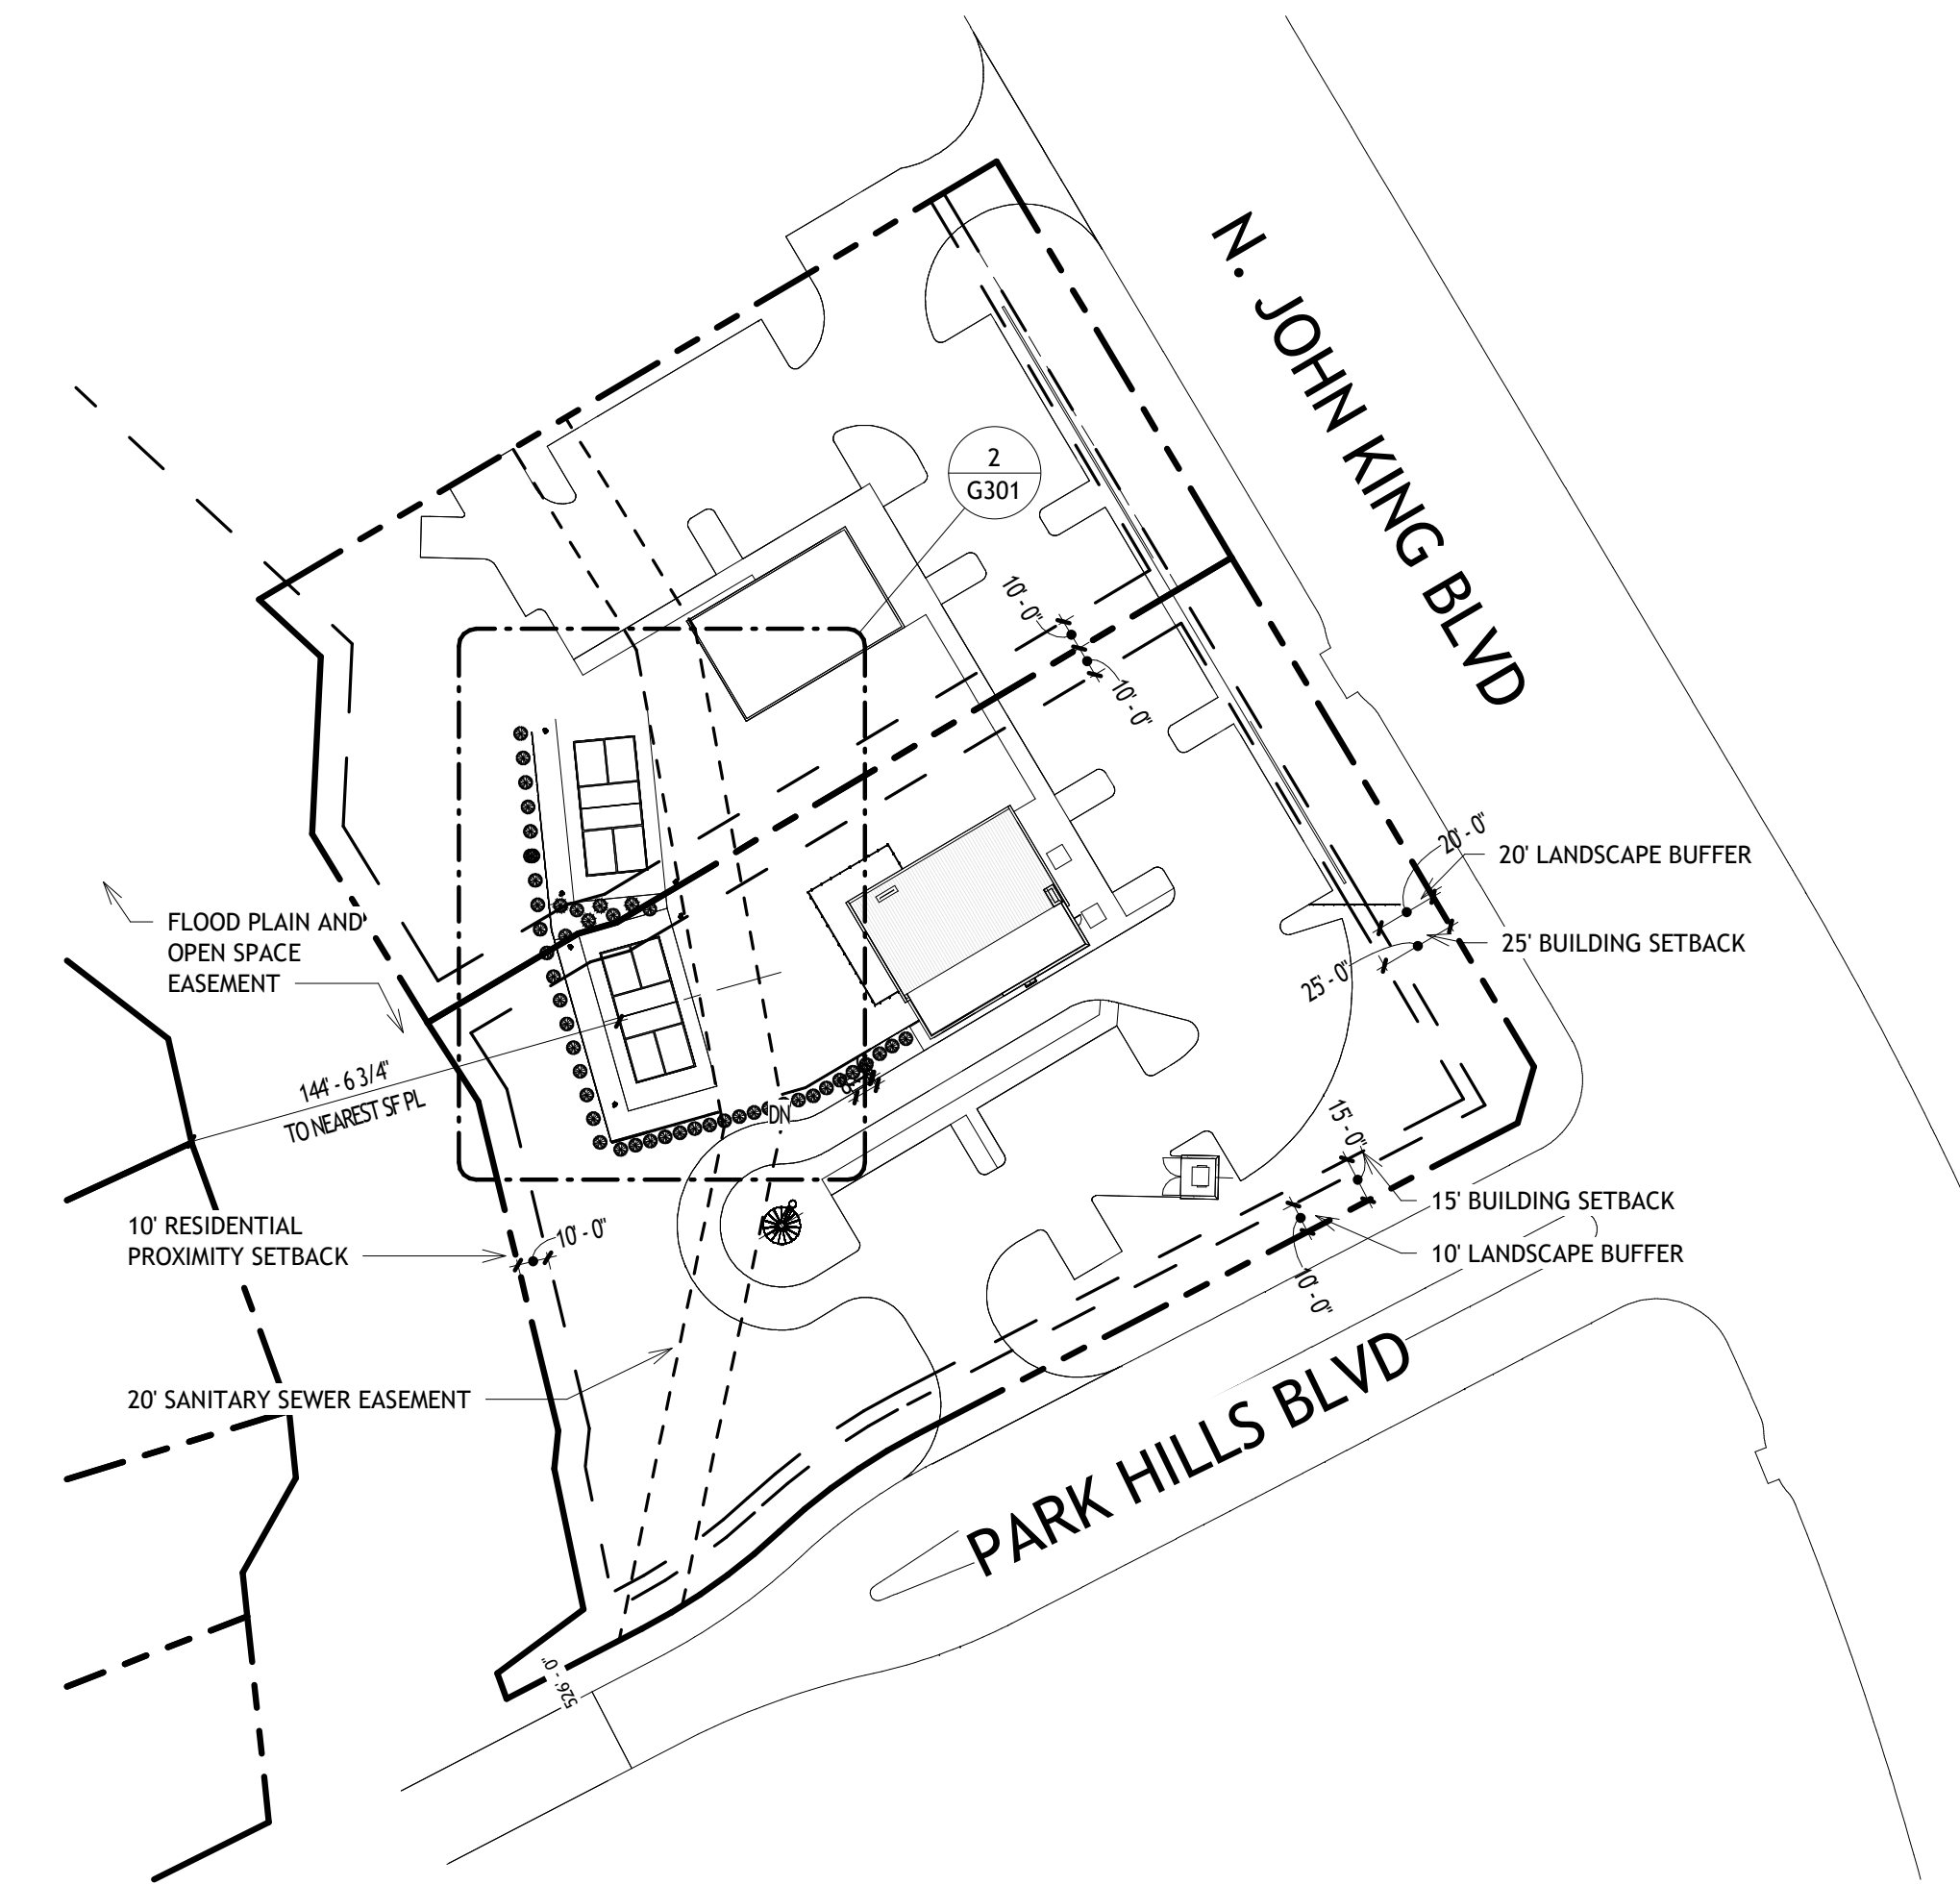 N. JOHN KING BLVD
2
G301
10' - 0"
10' - 0"
20' - 0"
20' LANDSCAPE BUFFER
FLOOD PLAIN AND
OPEN SPACE
EASEMENT
25' BUILDING SETBACK
25' - 0"
144' - 6 3/4"
TO NEAREST SF PL
DN
15' - 0"
15' BUILDING SETBACK
10' RESIDENTIAL
PROXIMITY SETBACK
10' - 0"
10' LANDSCAPE BUFFER
10' - 0"
20' SANITARY SEWER EASEMENT
PARK HILLS BLVD
526' - 0"